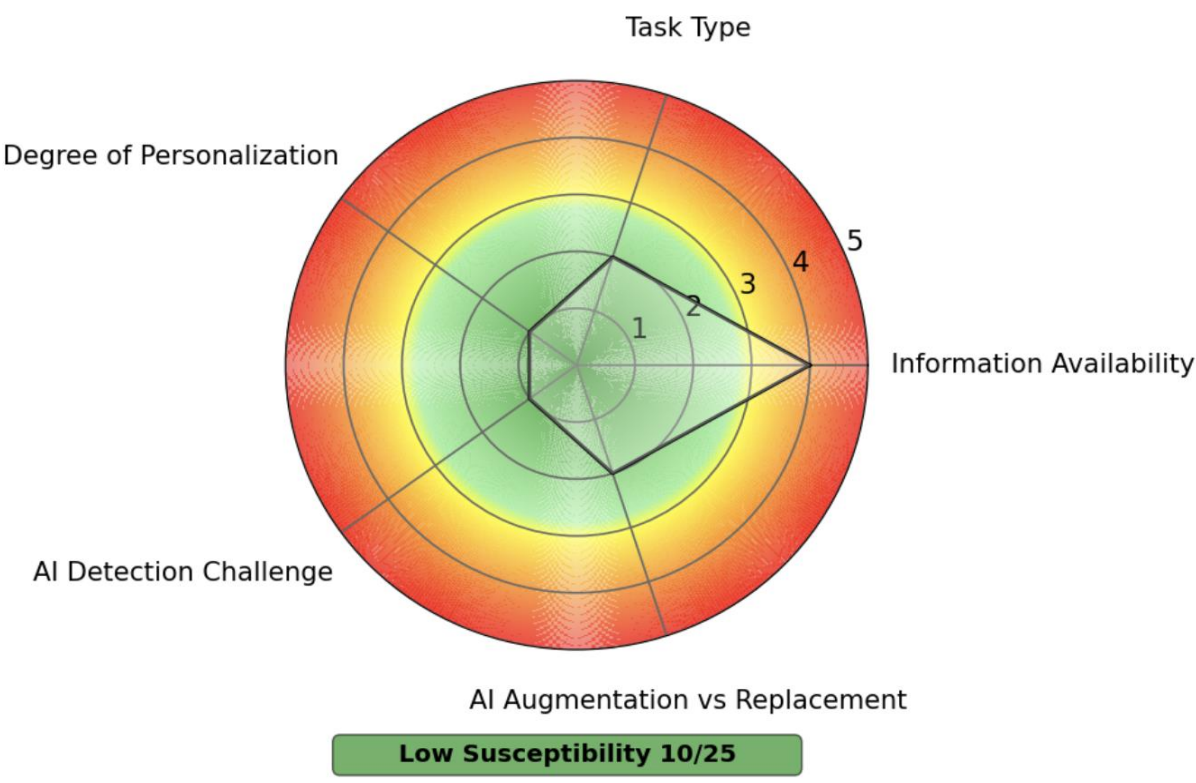 Task Type
Degree of Personalization
5
4
3
2
1
Information Availability
AI Detection Challenge
AI Augmentation vs Replacement
Low Susceptibility 10/25